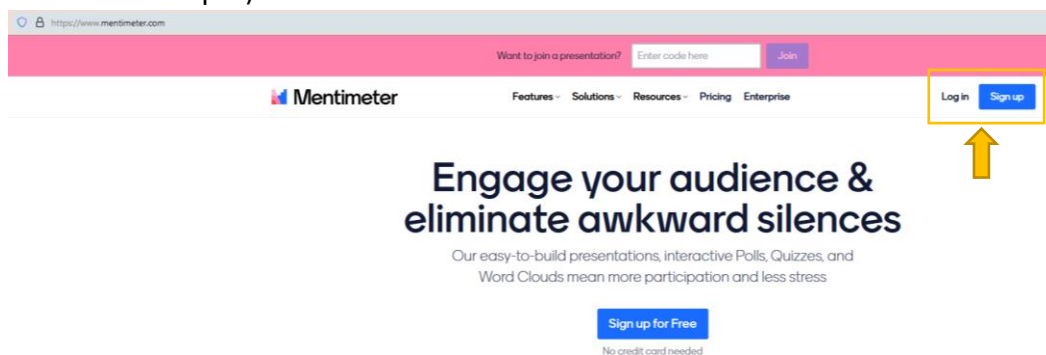 https://www.mentimeter.com
Want to join a presentation? Enter code here Join
Mentimeter Features Solutions Resources Pricing Enterprise Log in Sign up
Engage your audience &
eliminate awkward silences
Our easy-to-build presentations, interactive Polls, Quizzes, and
Word Clouds mean more participation and less stress
Sign up for Free
No credit card needed